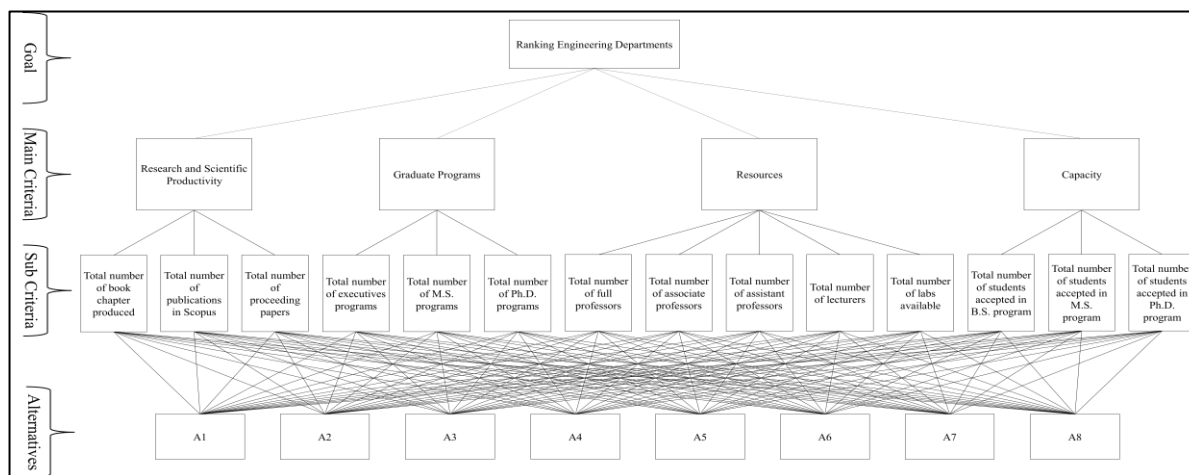 Goal
Ranking Engineering Departments
Main Criteria
Research and Scientific
Productivity
Graduate Programs
Resources
Capacity
Sub Criteria
Total number
of book
chapter
produced
Total number
of
publications
in Scopus
Total number
of
proceeding
papers
Total number
of executives
programs
Total number
of M.S.
programs
Total number
of Ph.D.
programs
Total number
of full
professors
Total number
of associate
professors
Total number
of assistant
professors
Total number
of lecturers
Total number
of labs
available
Total number
of students
accepted in
B.S. program
Total number
of students
accepted in
M.S.
program
Total number
of students
accepted in
Ph.D.
program
Alternatives
A1
A2
A3
A4
A5
A6
A7
A8